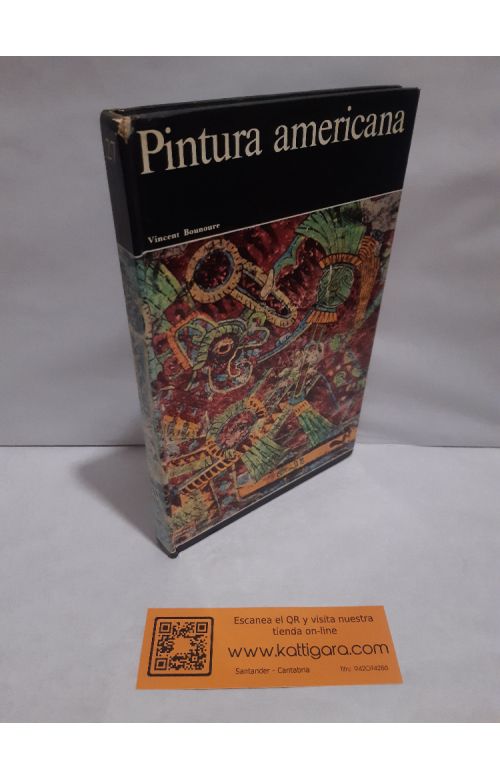 Pintura americana
Vincent Bounoure
Escanea el QR y visita nuestra
tienda on-line
www.kattigara.com
Santander - Cantabria